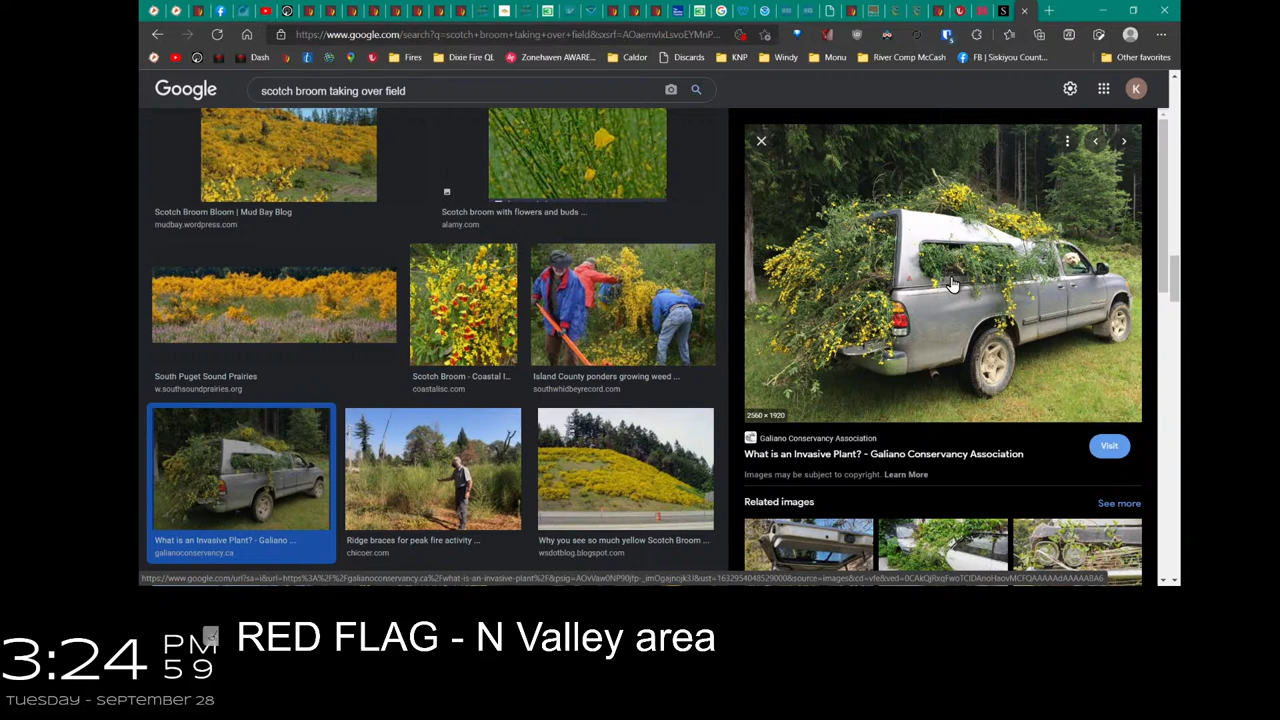 https://www.google.com/search?q=scotch+broom+taking+over+field&sxsrf=AOaemvIxLsvoEYMnP...
Dash
Fires
Dixie Fire QL
Zonehaven AWARE...
Caldor
Discards
KNP
Windy
Monu
River Comp McCash
FB | Siskiyou Count...
Other favorites
Google
scotch broom taking over field
K
Scotch Broom Bloom | Mud Bay Blog
mudbay.wordpress.com
Scotch broom with flowers and buds ...
alamy.com
South Puget Sound Prairies
w.southsoundprairies.org
Scotch Broom - Coastal I...
coastalisc.com
Island County ponders growing weed ...
southwhidbeyrecord.com
What is an Invasive Plant? - Galiano ...
galianoconservancy.ca
Ridge braces for peak fire activity ...
chicoer.com
Why you see so much yellow Scotch Broom ...
wsdotblog.blogspot.com
2560 × 1920
Galiano Conservancy Association
What is an Invasive Plant? - Galiano Conservancy Association
Visit
Images may be subject to copyright. Learn More
Related images
See more
3:24 PM
59
TUESDAY - SEPTEMBER 28
RED FLAG - N Valley area